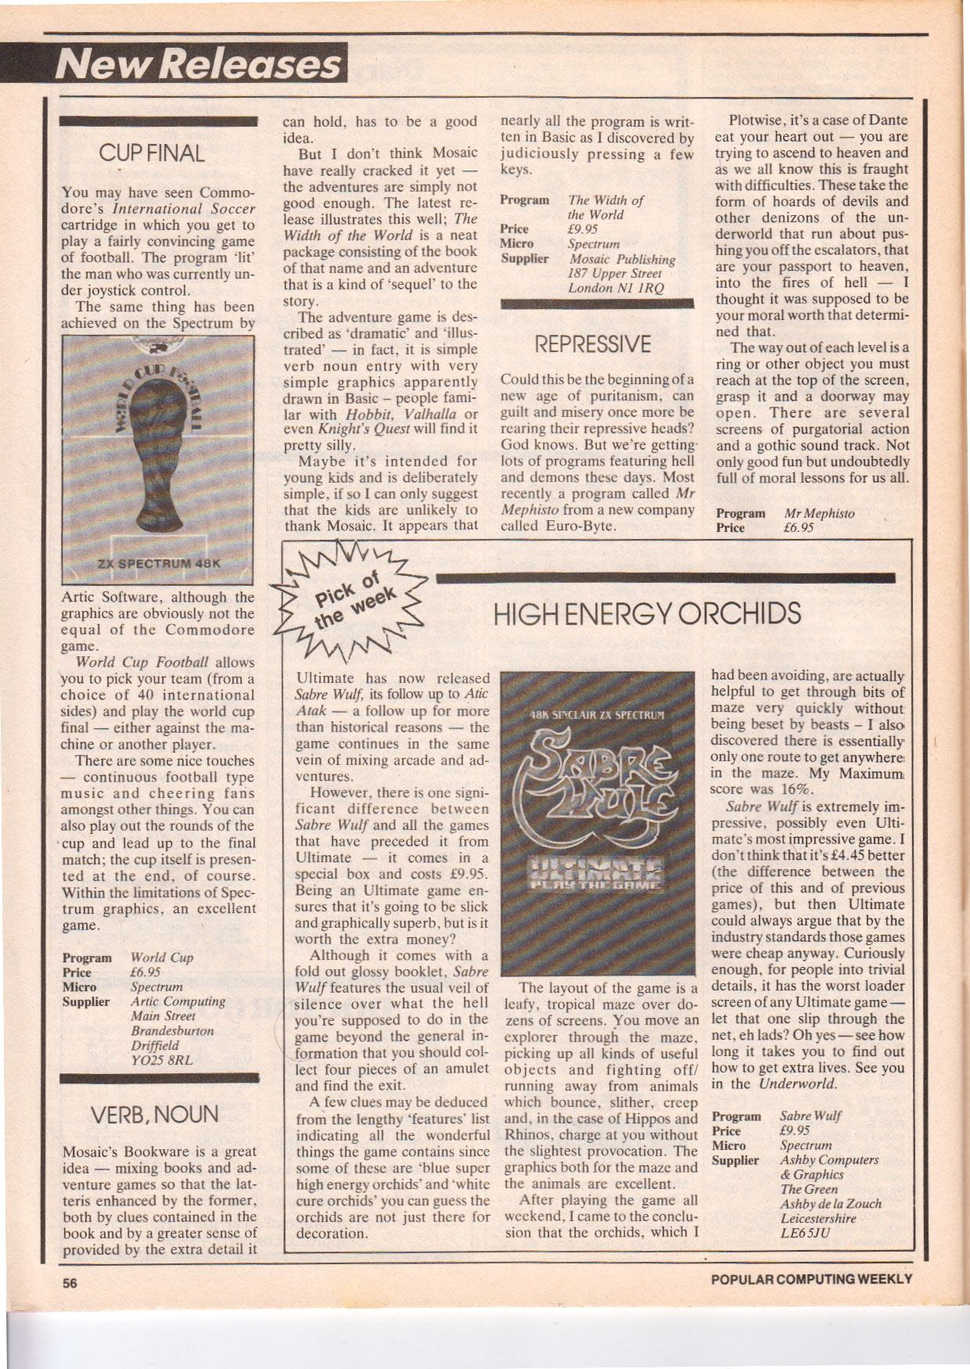 New Releases
CUP FINAL
You may have seen Commo-
dore's International Soccer
cartridge in which you get to
play a fairly convincing game
of football. The program 'lit'
the man who was currently un-
der joystick control.
The same thing has been
achieved on the Spectrum by
WORLD CUP FOOTBALL
ZX SPECTRUM 48K
Artic Software, although the
graphics are obviously not the
equal of the Commodore
game.
World Cup Football allows
you to pick your team (from a
choice of 40 international
sides) and play the world cup
final — either against the ma-
chine or another player.
There are some nice touches
— continuous football type
music and cheering fans
amongst other things. You can
also play out the rounds of the
cup and lead up to the final
match; the cup itself is presen-
ted at the end, of course.
Within the limitations of Spec-
trum graphics, an excellent
game.
Program World Cup
Price £6.95
Micro Spectrum
Supplier Artic Computing
Main Street
Brandesburton
Driffield
YO25 8RL
VERB, NOUN
Mosaic's Bookware is a great
idea — mixing books and ad-
venture games so that the lat-
teris enhanced by the former,
both by clues contained in the
book and by a greater sense of
provided by the extra detail it
can hold, has to be a good
idea.
But I don't think Mosaic
have really cracked it yet —
the adventures are simply not
good enough. The latest re-
lease illustrates this well; The
Width of the World is a neat
package consisting of the book
of that name and an adventure
that is a kind of 'sequel' to the
story.
The adventure game is des-
cribed as 'dramatic' and 'illus-
trated' — in fact, it is simple
verb noun entry with very
simple graphics apparently
drawn in Basic – people fami-
lar with Hobbit, Valhalla or
even Knight's Quest will find it
pretty silly.
Maybe it's intended for
young kids and is deliberately
simple, if so I can only suggest
that the kids are unlikely to
thank Mosaic. It appears that
nearly all the program is writ-
ten in Basic as I discovered by
judiciously pressing a few
keys.
Program The Width of
the World
Price £9.95
Micro Spectrum
Supplier Mosaic Publishing
187 Upper Street
London N1 1RQ
REPRESSIVE
Could this be the beginning of a
new age of puritanism, can
guilt and misery once more be
rearing their repressive heads?
God knows. But we're getting
lots of programs featuring hell
and demons these days. Most
recently a program called Mr
Mephisto from a new company
called Euro-Byte.
Plotwise, it's a case of Dante
eat your heart out — you are
trying to ascend to heaven and
as we all know this is fraught
with difficulties. These take the
form of hoards of devils and
other denizons of the un-
derworld that run about pus-
hing you off the escalators, that
are your passport to heaven,
into the fires of hell — I
thought it was supposed to be
your moral worth that determi-
ned that.
The way out of each level is a
ring or other object you must
reach at the top of the screen,
grasp it and a doorway may
open. There are several
screens of purgatorial action
and a gothic sound track. Not
only good fun but undoubtedly
full of moral lessons for us all.
Program Mr Mephisto
Price £6.95
Pick of
the week
HIGH ENERGY ORCHIDS
Ultimate has now released
Sabre Wulf, its follow up to Atic
Atak — a follow up for more
than historical reasons — the
game continues in the same
vein of mixing arcade and ad-
ventures.
However, there is one signi-
ficant difference between
Sabre Wulf and all the games
that have preceded it from
Ultimate — it comes in a
special box and costs £9.95.
Being an Ultimate game en-
sures that it's going to be slick
and graphically superb, but is it
worth the extra money?
Although it comes with a
fold out glossy booklet, Sabre
Wulf features the usual veil of
silence over what the hell
you're supposed to do in the
game beyond the general in-
formation that you should col-
lect four pieces of an amulet
and find the exit.
A few clues may be deduced
from the lengthy 'features' list
indicating all the wonderful
things the game contains since
some of these are 'blue super
high energy orchids' and 'white
cure orchids' you can guess the
orchids are not just there for
decoration.
48K SINCLAIR ZX SPECTRUM
SABRE
WULF
ULTIMATE
PLAY THE GAME
The layout of the game is a
leafy, tropical maze over do-
zens of screens. You move an
explorer through the maze,
picking up all kinds of useful
objects and fighting off/
running away from animals
which bounce, slither, creep
and, in the case of Hippos and
Rhinos, charge at you without
the slightest provocation. The
graphics both for the maze and
the animals are excellent.
After playing the game all
weekend, I came to the conclu-
sion that the orchids, which I
had been avoiding, are actually
helpful to get through bits of
maze very quickly without
being beset by beasts – I also
discovered there is essentially
only one route to get anywhere
in the maze. My Maximum
score was 16%.
Sabre Wulf is extremely im-
pressive, possibly even Ulti-
mate's most impressive game. I
don't think that it's £4.45 better
(the difference between the
price of this and of previous
games), but then Ultimate
could always argue that by the
industry standards those games
were cheap anyway. Curiously
enough, for people into trivial
details, it has the worst loader
screen of any Ultimate game —
let that one slip through the
net, eh lads? Oh yes — see how
long it takes you to find out
how to get extra lives. See you
in the Underworld.
Program Sabre Wulf
Price £9.95
Micro Spectrum
Supplier Ashby Computers
& Graphics
The Green
Ashby de la Zouch
Leicestershire
LE6 5JU
56
POPULAR COMPUTING WEEKLY